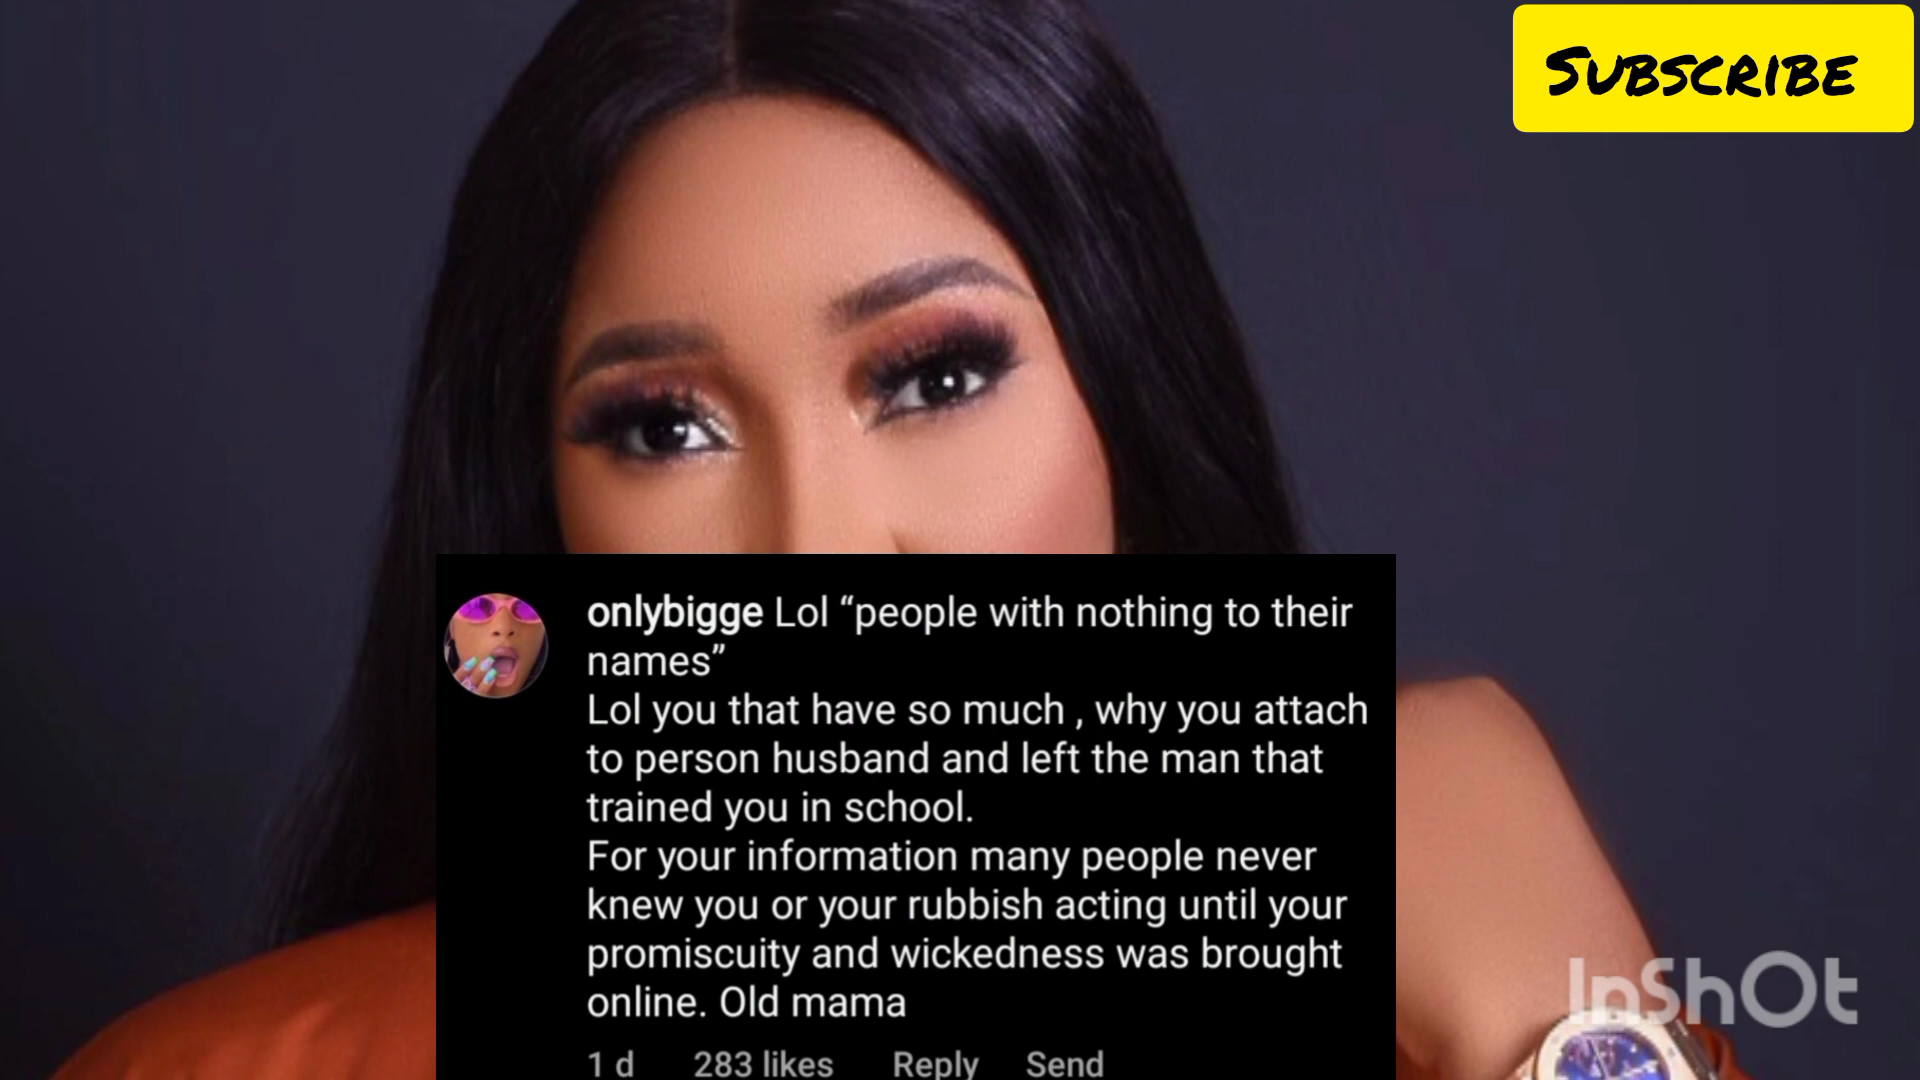 SUBSCRIBE
onlybigge Lol “people with nothing to their
names”
Lol you that have so much , why you attach
to person husband and left the man that
trained you in school.
For your information many people never
knew you or your rubbish acting until your
promiscuity and wickedness was brought
online. Old mama
1 d 283 likes Reply Send
InShOt